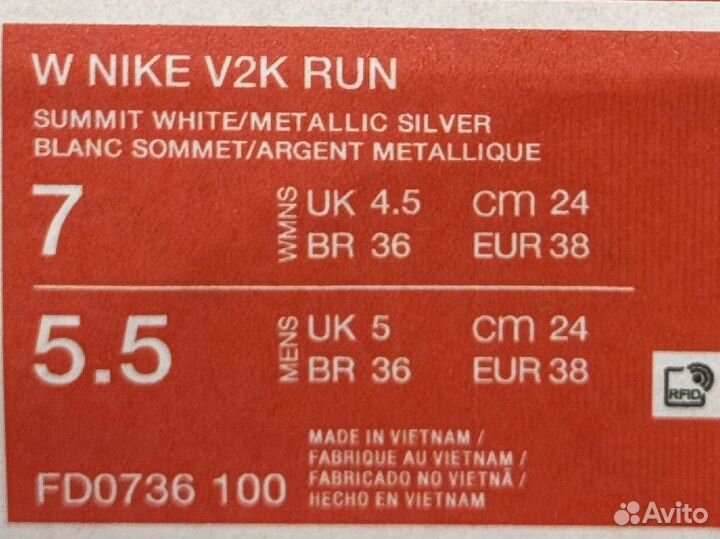 W NIKE V2K RUN
SUMMIT WHITE/METALLIC SILVER
BLANC SOMMET/ARGENT METALLIQUE
7 WMNS UK 4.5 cm 24
BR 36 EUR 38
5.5 MENS UK 5 cm 24
BR 36 EUR 38
RFID
MADE IN VIETNAM /
FABRIQUE AU VIETNAM /
FABRICADO NO VIETNÃ /
HECHO EN VIETNAM
FD0736 100
Avito